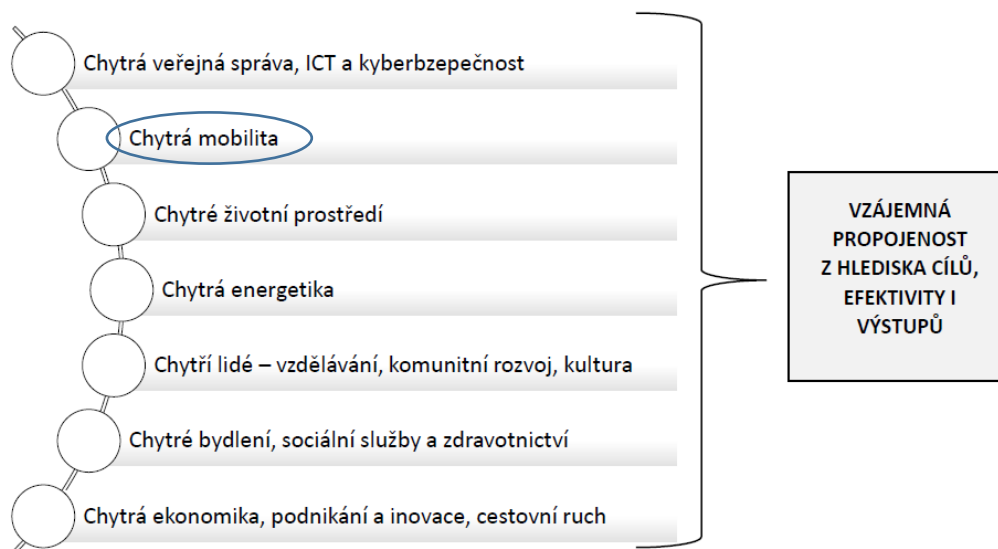 Chytrá veřejná správa, ICT a kyberbzepečnost
Chytrá mobilita
Chytré životní prostředí
Chytrá energetika
Chytří lidé – vzdělávání, komunitní rozvoj, kultura
Chytré bydlení, sociální služby a zdravotnictví
Chytrá ekonomika, podnikání a inovace, cestovní ruch
VZÁJEMNÁ
PROPOJENOST
Z HLEDISKA CÍLŮ,
EFEKTIVITY I
VÝSTUPŮ